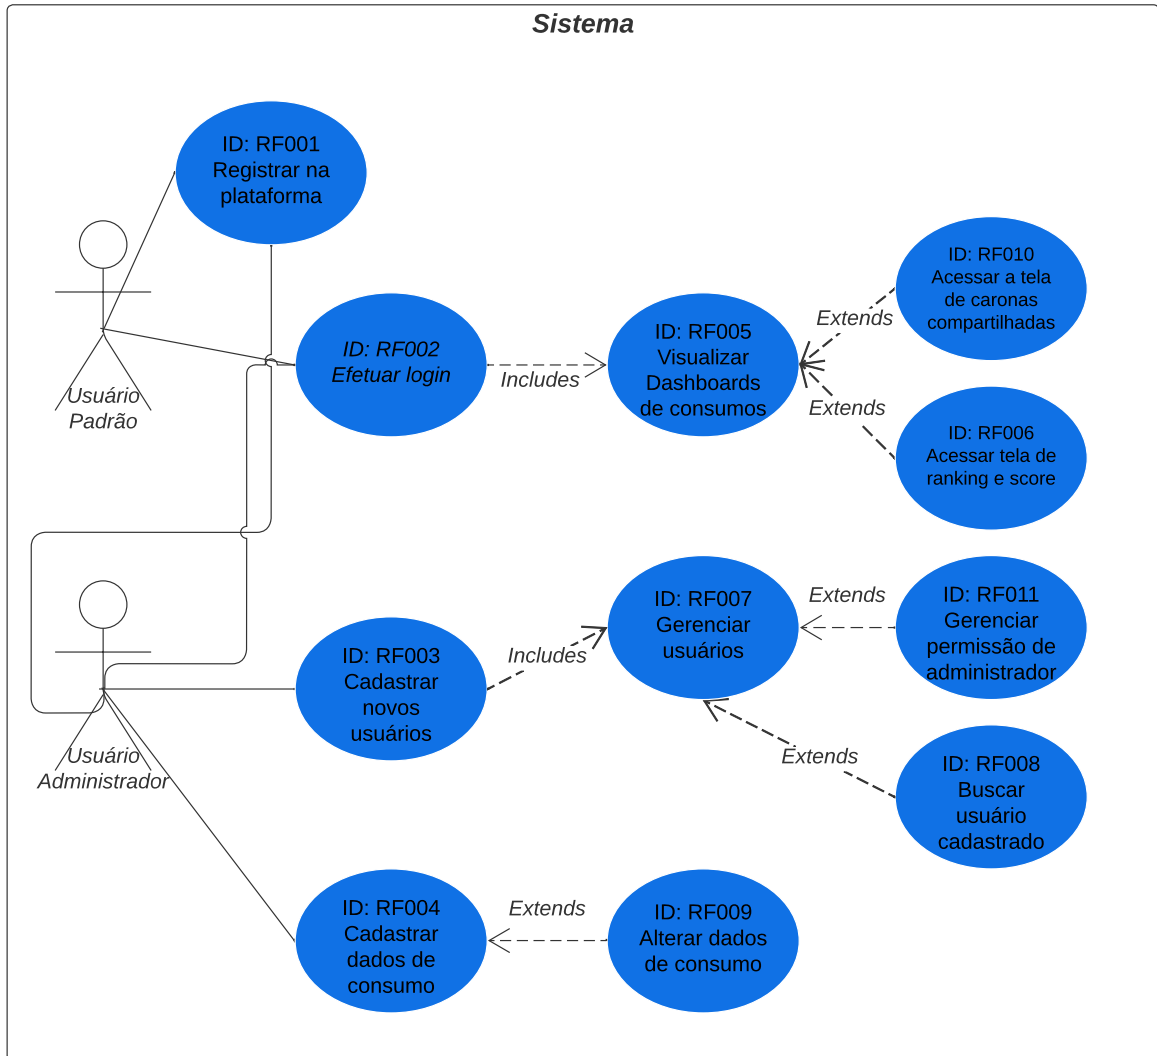 Sistema
ID: RF001
Registrar na
plataforma
Usuário
Padrão
ID: RF002
Efetuar login
Includes
ID: RF005
Visualizar
Dashboards
de consumos
Extends
ID: RF010
Acessar a tela
de caronas
compartilhadas
Extends
ID: RF006
Acessar tela de
ranking e score
Usuário
Administrador
ID: RF003
Cadastrar
novos
usuários
Includes
ID: RF007
Gerenciar
usuários
Extends
ID: RF011
Gerenciar
permissão de
administrador
Extends
ID: RF008
Buscar
usuário
cadastrado
ID: RF004
Cadastrar
dados de
consumo
Extends
ID: RF009
Alterar dados
de consumo